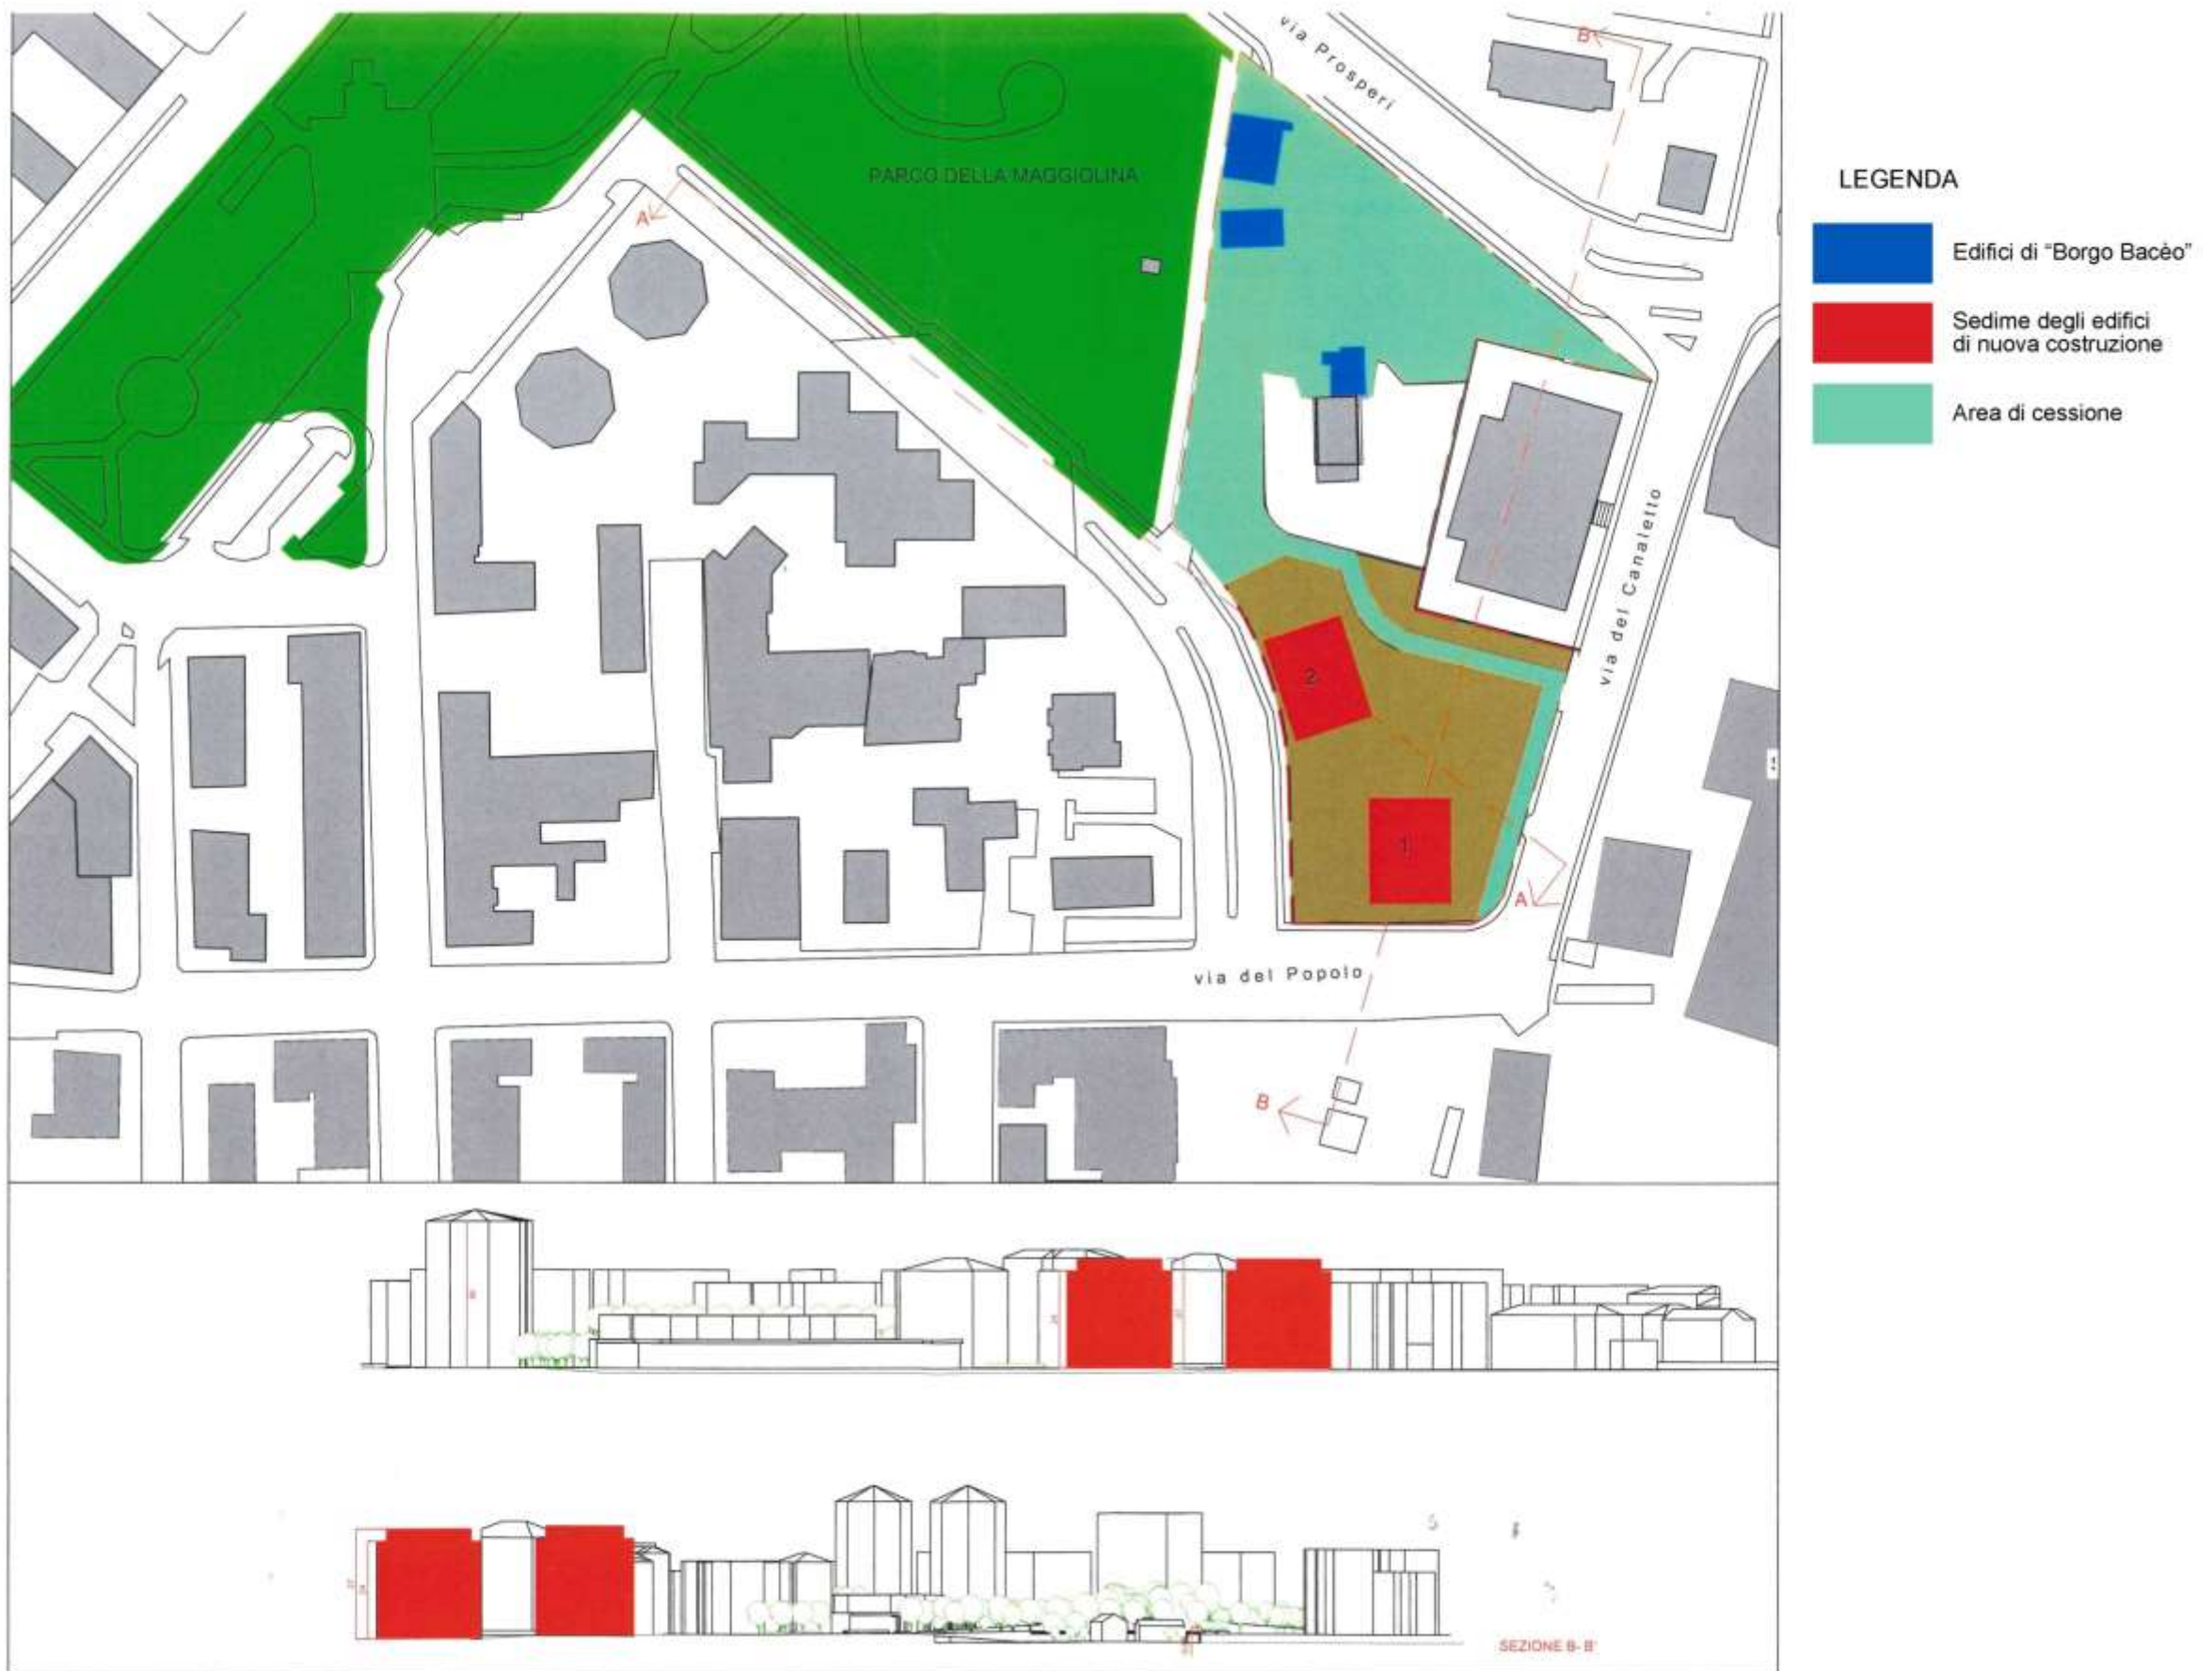 via Prosperi
B
PARCO DELLA MAGGIOLINA
A
LEGENDA
Edifici di “Borgo Bacèo”
Sedime degli edifici
di nuova costruzione
Area di cessione
via del Canaletto
2
1
A
via del Popolo
B
SEZIONE B- B'